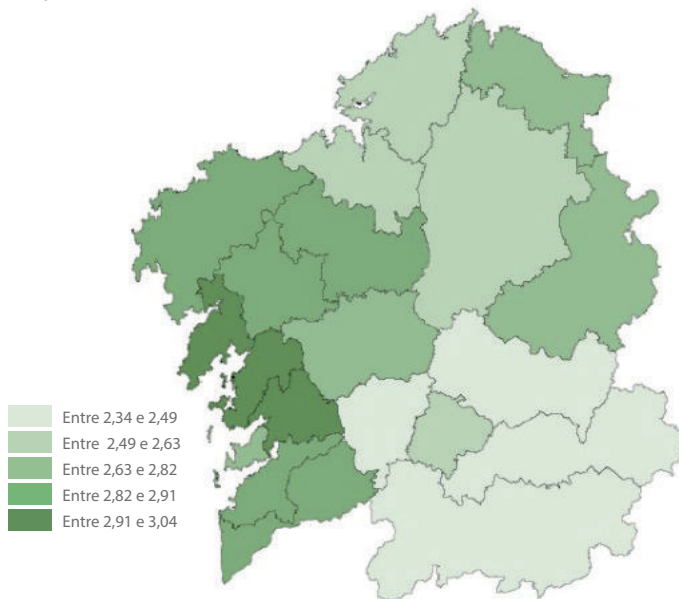 Entre 2,34 e 2,49
Entre 2,49 e 2,63
Entre 2,63 e 2,82
Entre 2,82 e 2,91
Entre 2,91 e 3,04